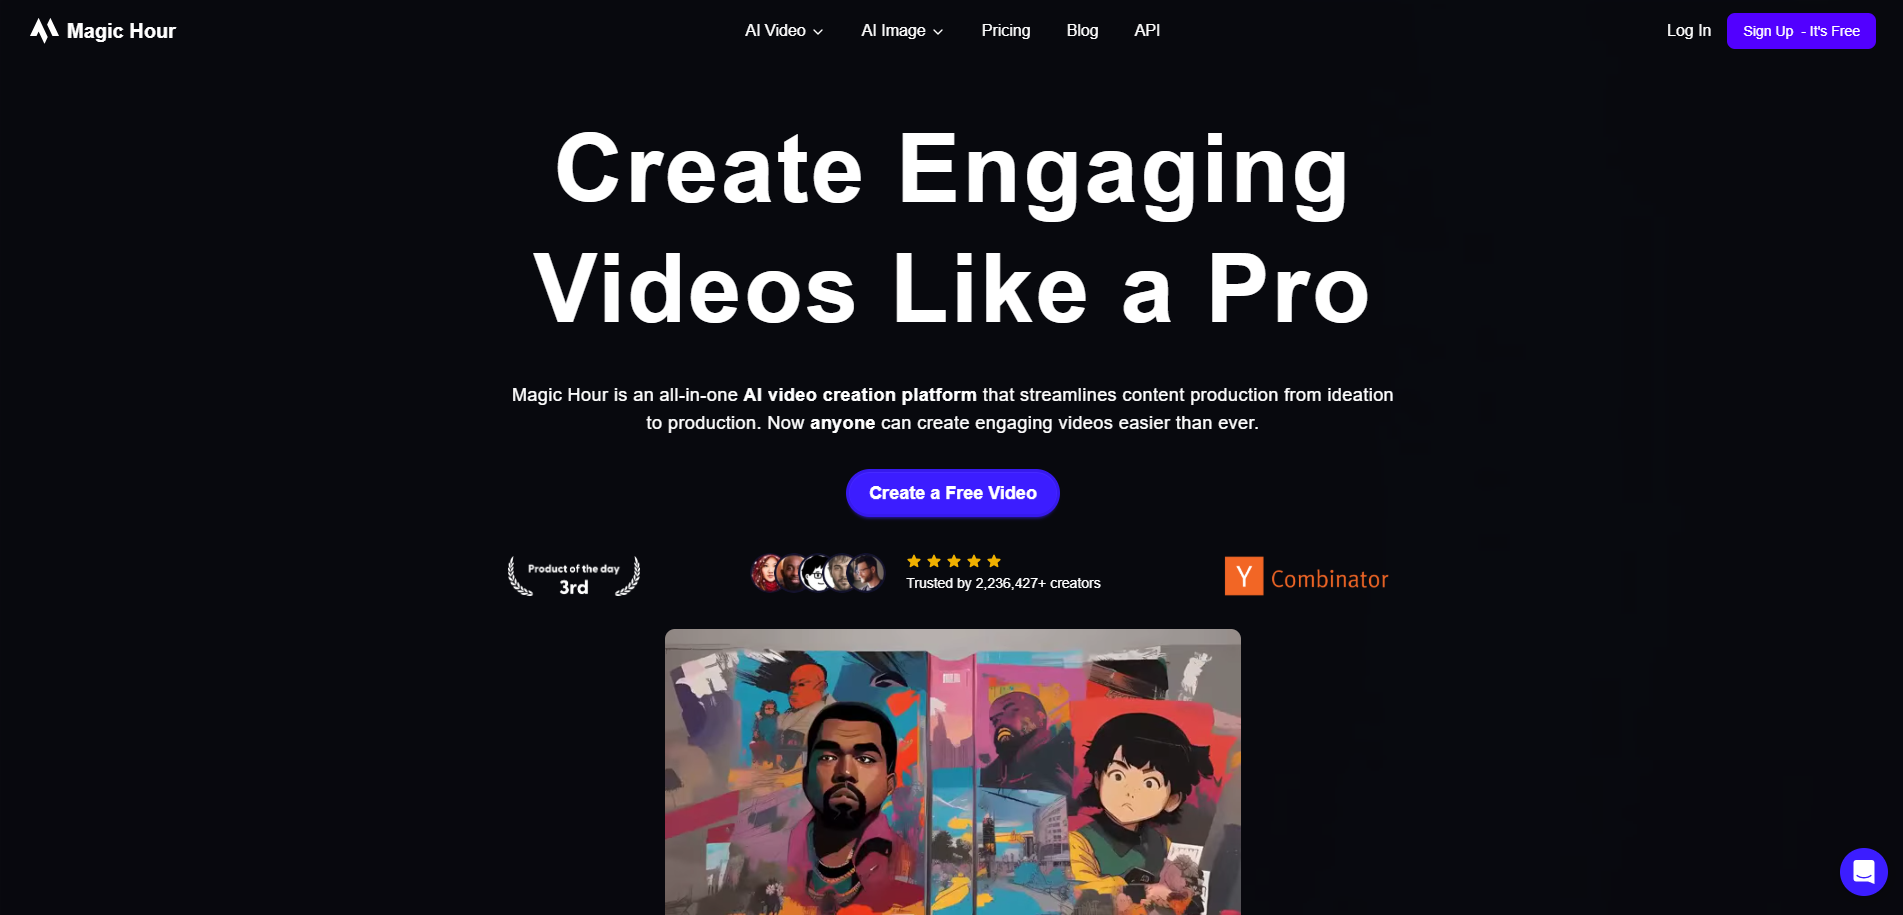 Magic Hour
AI Video
AI Image
Pricing
Blog
API
Log In
Sign Up - It's Free
Create Engaging
Videos Like a Pro
Magic Hour is an all-in-one AI video creation platform that streamlines content production from ideation
to production. Now anyone can create engaging videos easier than ever.
Create a Free Video
Product of the day
3rd
Trusted by 2,236,427+ creators
Y Combinator